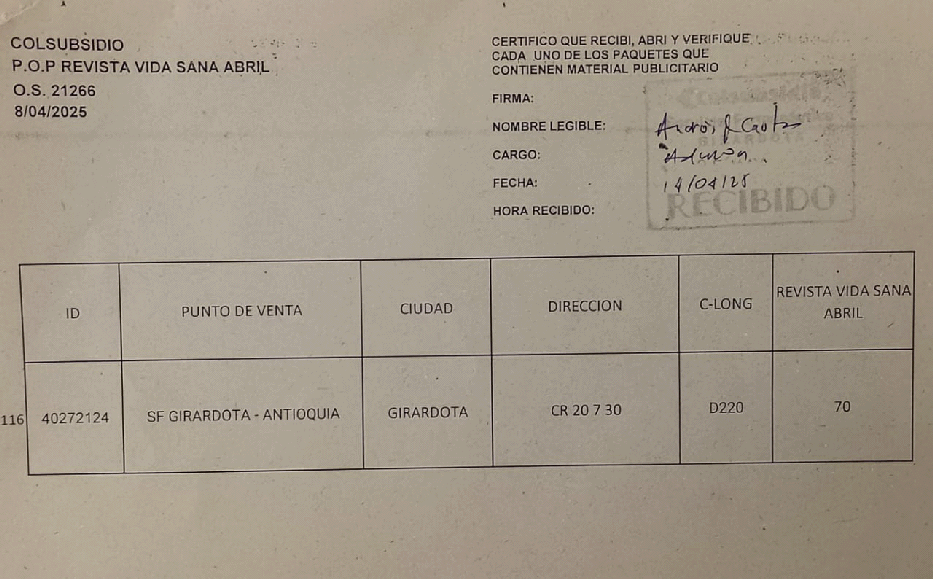 COLSUBSIDIO
P.O.P REVISTA VIDA SANA ABRIL
O.S. 21266
8/04/2025
CERTIFICO QUE RECIBI, ABRI Y VERIFIQUE
CADA UNO DE LOS PAQUETES QUE
CONTIENEN MATERIAL PUBLICITARIO
FIRMA:
NOMBRE LEGIBLE:
CARGO:
FECHA: 14/04/25
HORA RECIBIDO:
RECIBIDO
ID PUNTO DE VENTA CIUDAD DIRECCION C-LONG REVISTA VIDA SANA
ABRIL
116 40272124 SF GIRARDOTA - ANTIOQUIA GIRARDOTA CR 20 7 30 D220 70